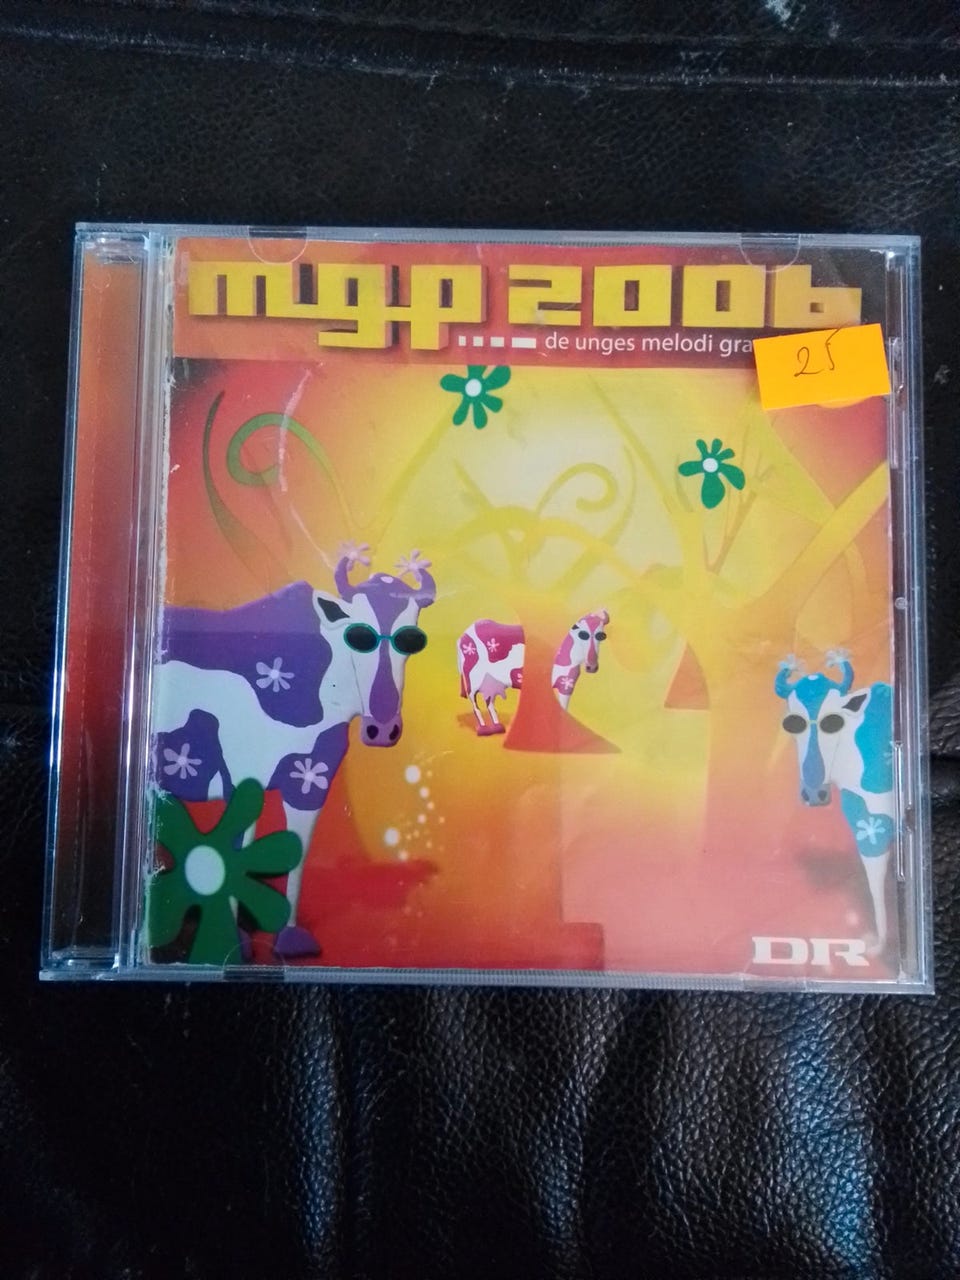 mgp 2006
.... de unges melodi gra
25
DR